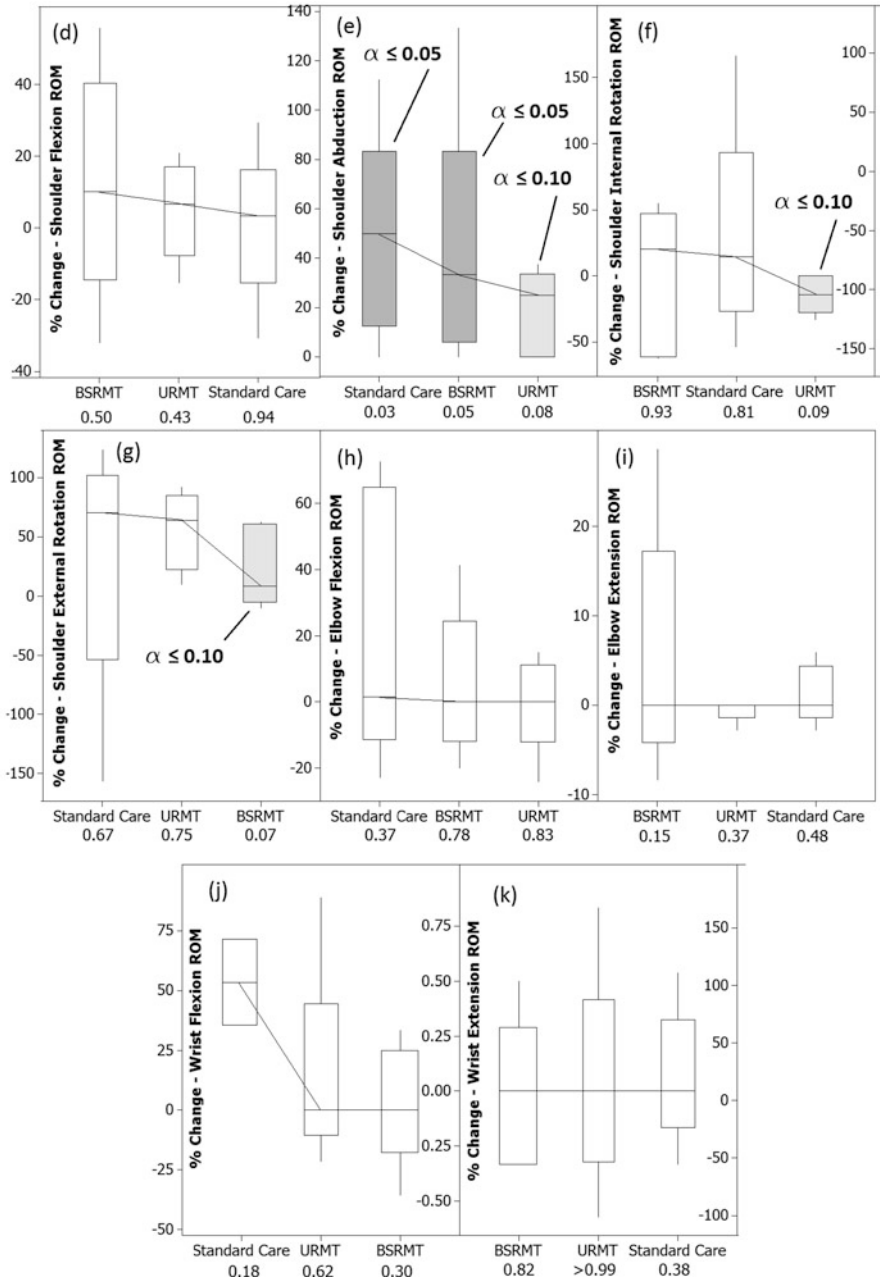 (d)
% Change - Shoulder Flexion ROM
40
20
0
-20
-40
BSRMT URMT Standard Care
0.50 0.43 0.94
(e)
% Change - Shoulder Abduction ROM
140
120
100
80
60
40
20
0
α ≤ 0.05
α ≤ 0.05
α ≤ 0.10
Standard Care BSRMT URMT
0.03 0.05 0.08
(f)
% Change - Shoulder Internal Rotation ROM
150
100
50
0
-50
100
50
0
-50
-100
-150
α ≤ 0.10
BSRMT Standard Care URMT
0.93 0.81 0.09
(g)
% Change - Shoulder External Rotation ROM
100
50
0
-50
-100
-150
α ≤ 0.10
Standard Care URMT BSRMT
0.67 0.75 0.07
(h)
% Change - Elbow Flexion ROM
60
40
20
0
-20
Standard Care BSRMT URMT
0.37 0.78 0.83
(i)
% Change - Elbow Extension ROM
20
10
0
-10
BSRMT URMT Standard Care
0.15 0.37 0.48
(j)
% Change - Wrist Flexion ROM
75
50
25
0
-25
-50
Standard Care URMT BSRMT
0.18 0.62 0.30
(k)
% Change - Wrist Extension ROM
0.75
0.50
0.25
0.00
0.25
-0.50
150
100
50
0
-50
-100
BSRMT URMT Standard Care
0.82 >0.99 0.38